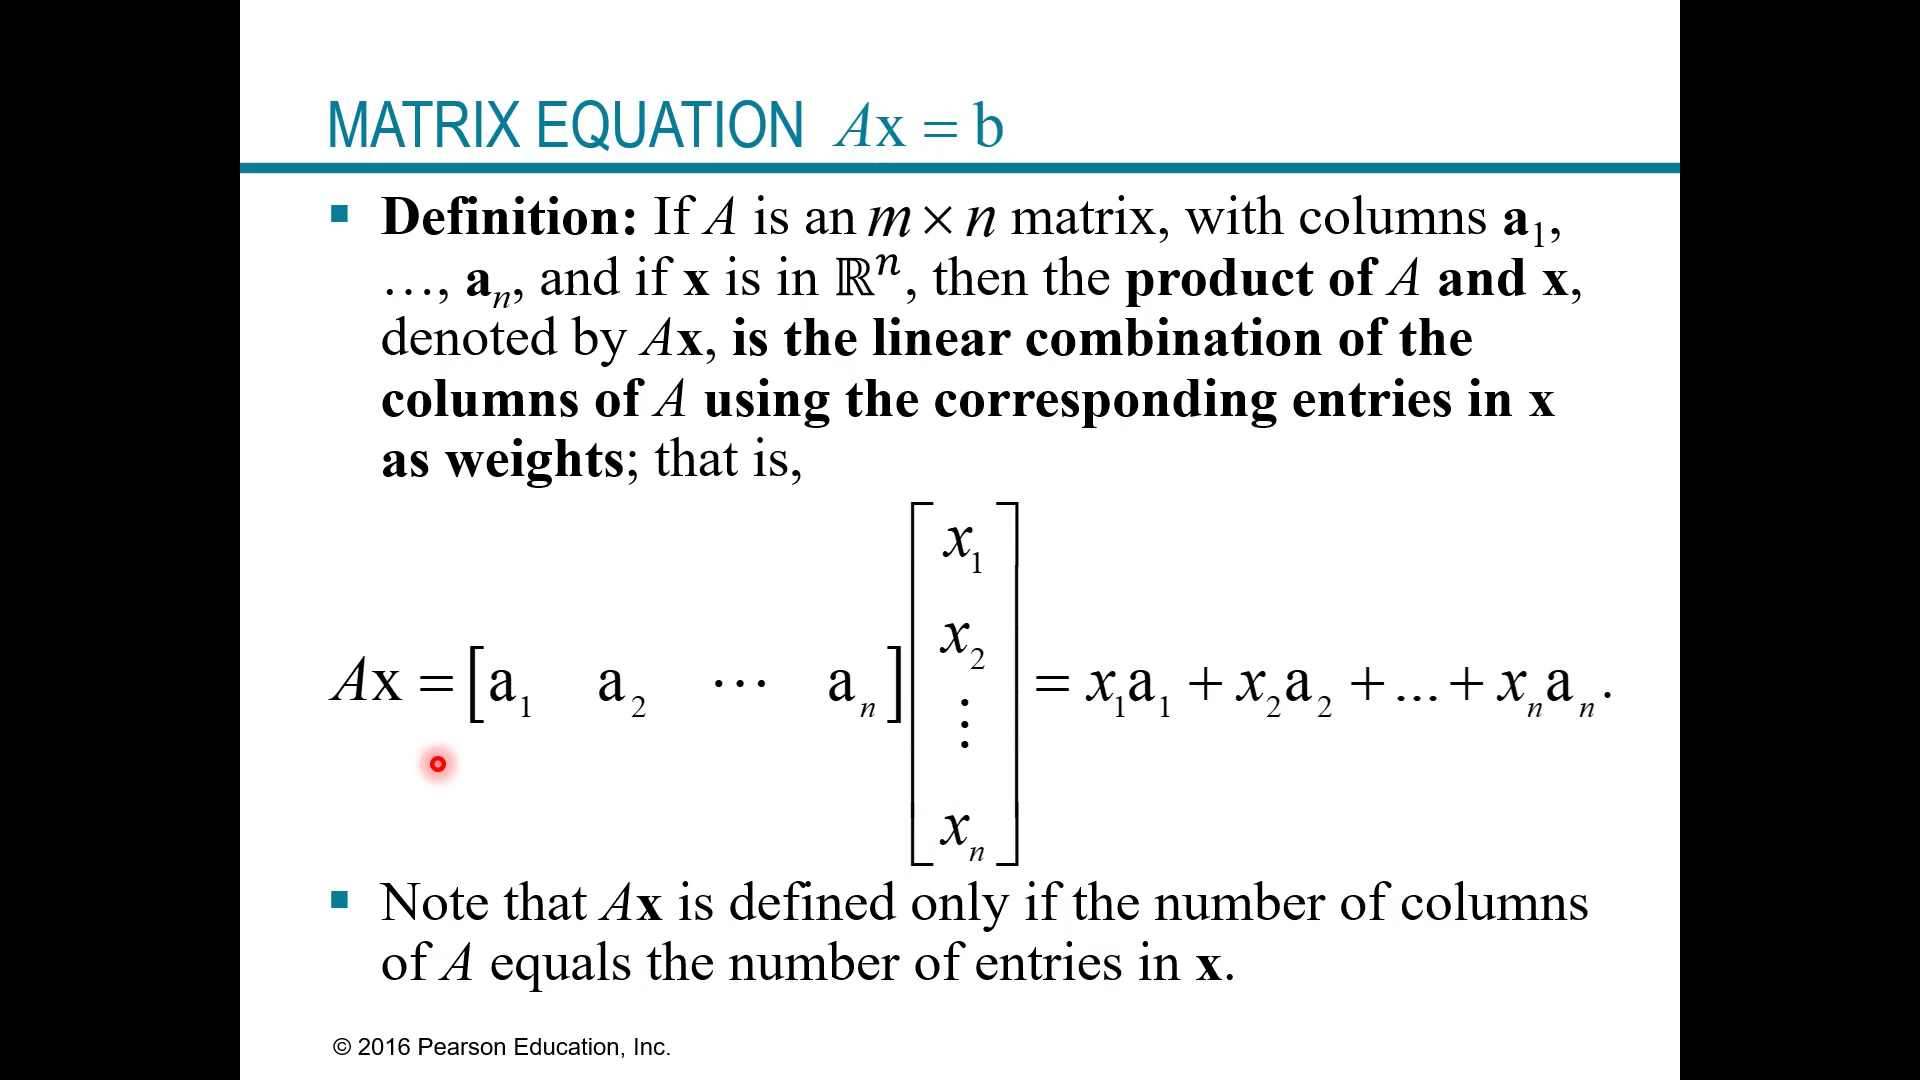 MATRIX EQUATION Ax = b
▪ Definition: If A is an m × n matrix, with columns a₁,
…, aₙ, and if x is in ℝⁿ, then the product of A and x,
denoted by Ax, is the linear combination of the
columns of A using the corresponding entries in x
as weights; that is,
Ax = [a₁ a₂ ⋯ aₙ] [x₁ x₂ ⋮ xₙ] = x₁a₁ + x₂a₂ + ... + xₙaₙ.
▪ Note that Ax is defined only if the number of columns
of A equals the number of entries in x.
© 2016 Pearson Education, Inc.